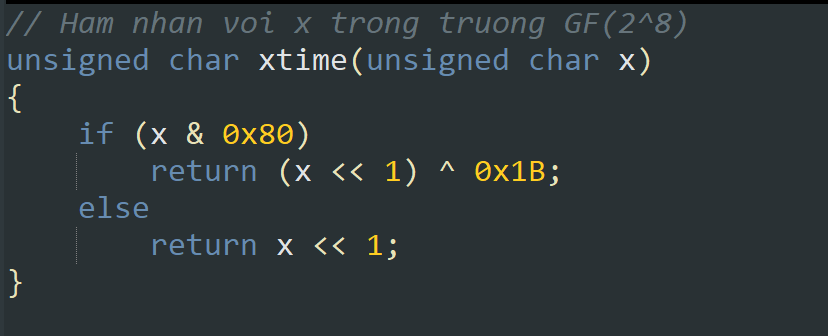 // Ham nhan voi x trong truong GF(2^8)
unsigned char xtime(unsigned char x)
{
    if (x & 0x80)
        return (x << 1) ^ 0x1B;
    else
        return x << 1;
}